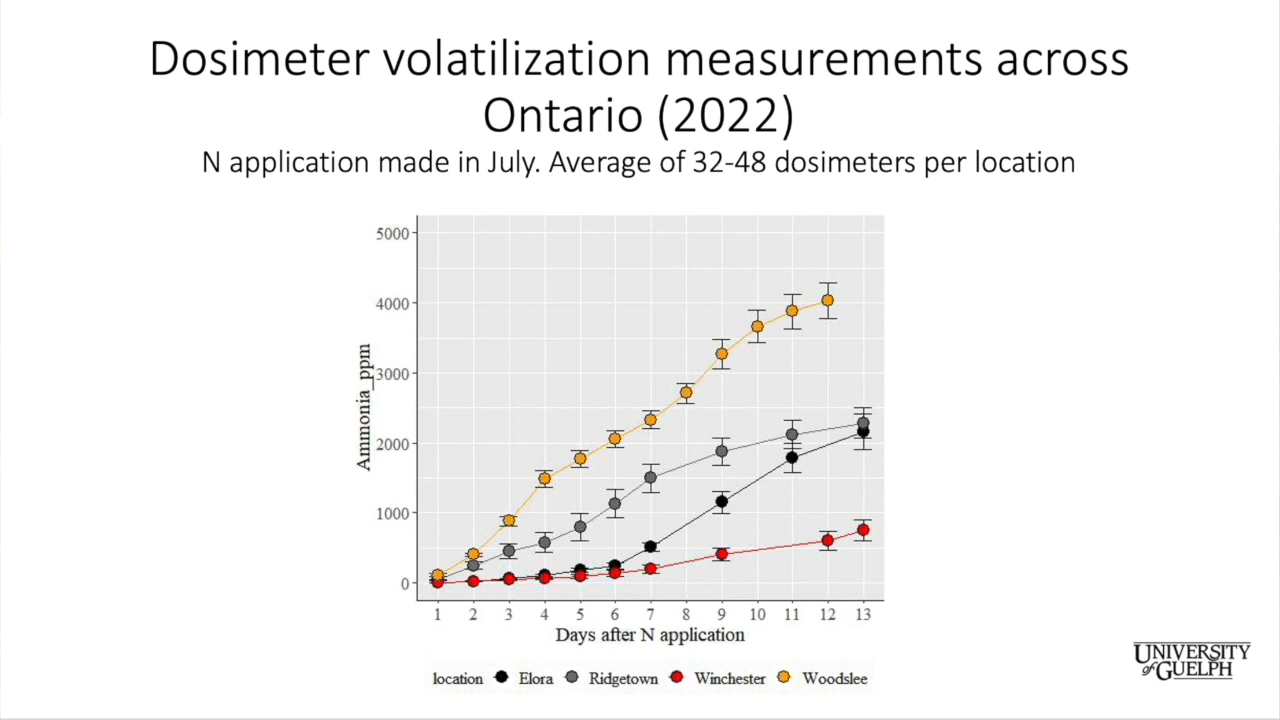 Dosimeter volatilization measurements across
Ontario (2022)
N application made in July. Average of 32-48 dosimeters per location
5000
4000
3000
2000
1000
0
Ammonia_ppm
1 2 3 4 5 6 7 8 9 10 11 12 13
Days after N application
location Elora Ridgetown Winchester Woodslee
UNIVERSITY
of GUELPH